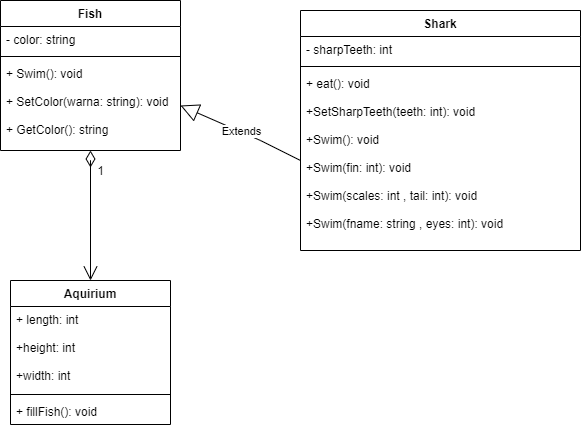 Fish
- color: string
+ Swim(): void
+ SetColor(warna: string): void
+ GetColor(): string
1
Extends
Shark
- sharpTeeth: int
+ eat(): void
+SetSharpTeeth(teeth: int): void
+Swim(): void
+Swim(fin: int): void
+Swim(scales: int , tail: int): void
+Swim(fname: string , eyes: int): void
Aquirium
+ length: int
+height: int
+width: int
+ fillFish(): void